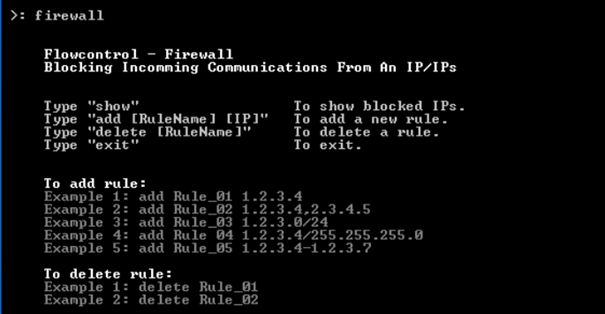 >: firewall
Flowcontrol - Firewall
Blocking Incomming Communications From An IP/IPs
Type "show" To show blocked IPs.
Type "add [RuleName] [IP]" To add a new rule.
Type "delete [RuleName]" To delete a rule.
Type "exit" To exit.
To add rule:
Example 1: add Rule_01 1.2.3.4
Example 2: add Rule_02 1.2.3.4,2.3.4.5
Example 3: add Rule_03 1.2.3.0/24
Example 4: add Rule 04 1.2.3.4/255.255.255.0
Example 5: add Rule_05 1.2.3.4-1.2.3.7
To delete rule:
Example 1: delete Rule_01
Example 2: delete Rule_02